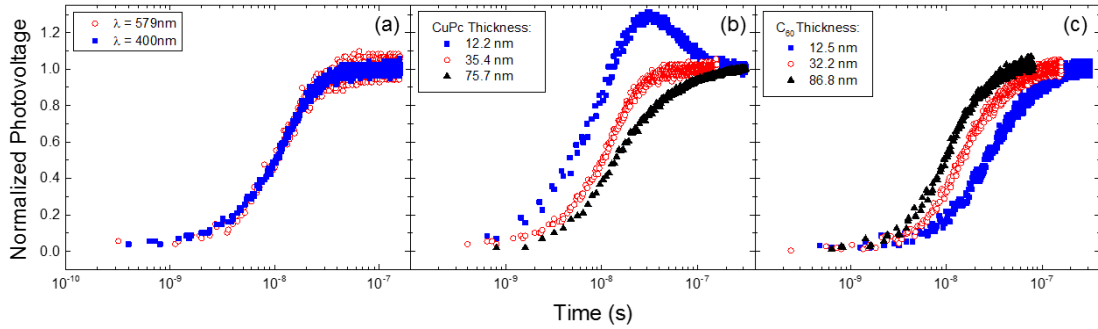 (a)
λ = 579nm
λ = 400nm
(b)
CuPc Thickness:
12.2 nm
35.4 nm
75.7 nm
(c)
C60 Thickness:
12.5 nm
32.2 nm
86.8 nm
Normalized Photovoltage
1.2
1.0
0.8
0.6
0.4
0.2
0.0
10-10
10-9
10-8
10-7
10-9
10-8
10-7
10-9
10-8
10-7
Time (s)